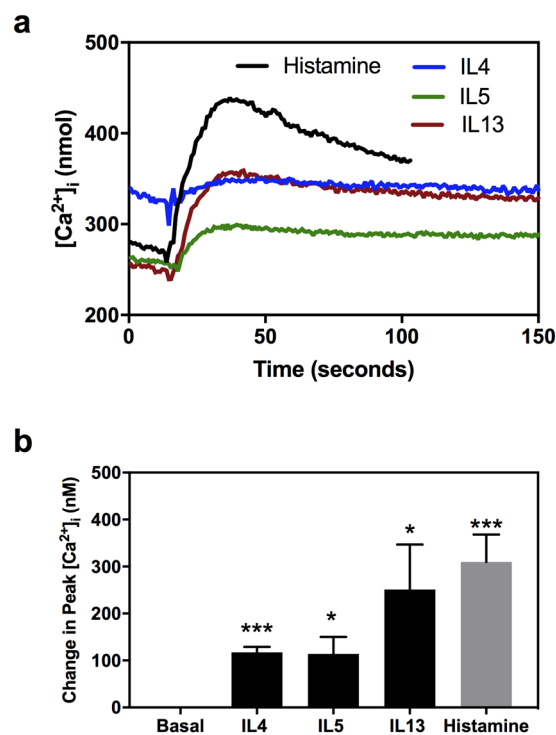 a
500
400
300
200
[Ca²⁺]ᵢ (nmol)
Histamine
IL4
IL5
IL13
0 50 100 150
Time (seconds)
b
500
400
300
200
100
0
Change in Peak [Ca²⁺]ᵢ (nM)
*** * * ***
Basal IL4 IL5 IL13 Histamine